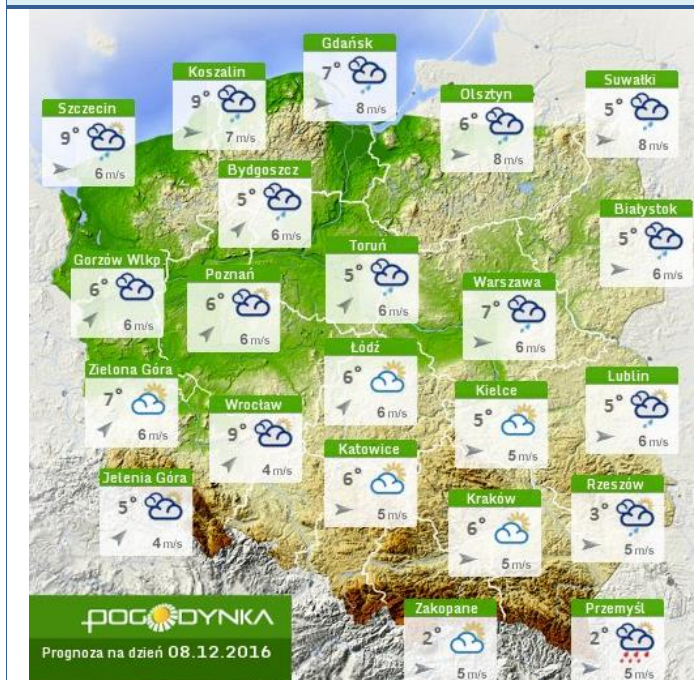 Gdańsk
7°
8 m/s
Koszalin
9°
7 m/s
Suwałki
5°
8 m/s
Olsztyn
6°
8 m/s
Szczecin
9°
6 m/s
Bydgoszcz
5°
6 m/s
Białystok
5°
6 m/s
Toruń
5°
6 m/s
Gorzów Wlkp
6°
6 m/s
Poznań
6°
6 m/s
Warszawa
7°
6 m/s
Łódź
6°
6 m/s
Zielona Góra
7°
6 m/s
Lublin
5°
6 m/s
Kielce
5°
5 m/s
Wrocław
9°
4 m/s
Katowice
6°
5 m/s
Jelenia Góra
5°
4 m/s
Rzeszów
3°
5 m/s
Kraków
6°
5 m/s
Zakopane
2°
5 m/s
Przemyśl
2°
5 m/s
POGODYNKA
Prognoza na dzień 08.12.2016